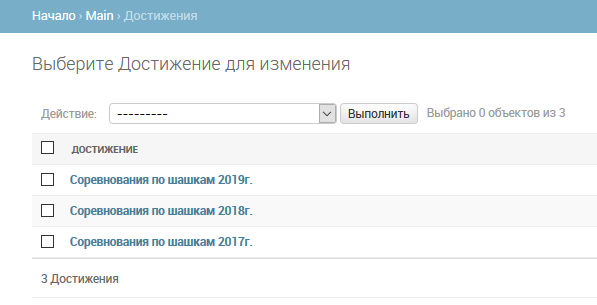 Начало › Main › Достижения
Выберите Достижение для изменения
Действие: --------- Выполнить Выбрано 0 объектов из 3
ДОСТИЖЕНИЕ
Соревнования по шашкам 2019г.
Соревнования по шашкам 2018г.
Соревнования по шашкам 2017г.
3 Достижения